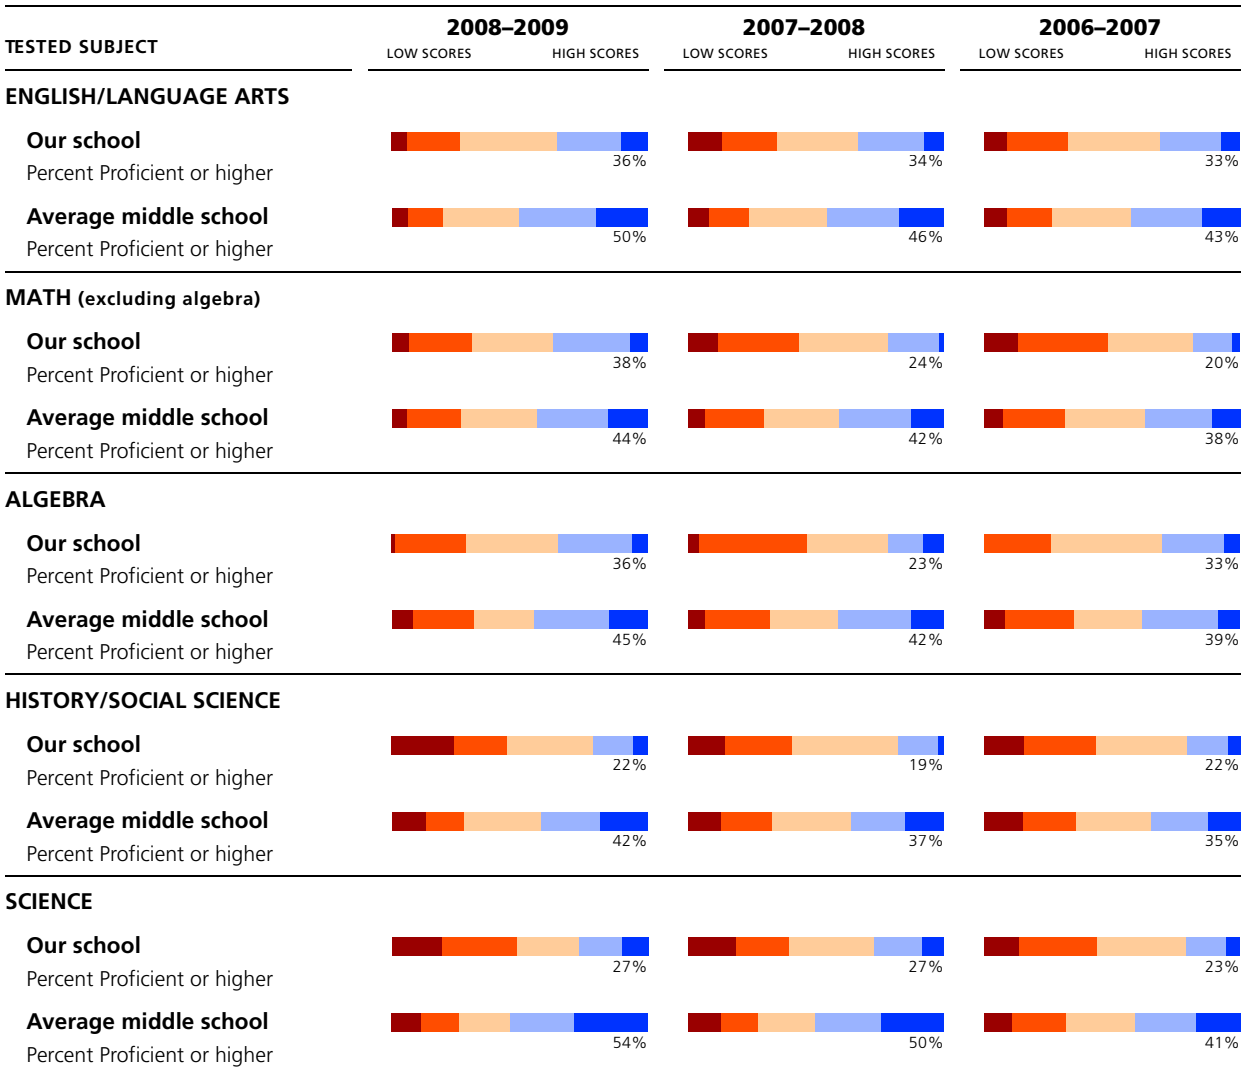 2008–2009 2007–2008 2006–2007
TESTED SUBJECT LOW SCORES HIGH SCORES LOW SCORES HIGH SCORES LOW SCORES HIGH SCORES
ENGLISH/LANGUAGE ARTS
Our school
36% 34% 33%
Percent Proficient or higher
Average middle school
50% 46% 43%
Percent Proficient or higher
MATH (excluding algebra)
Our school
38% 24% 20%
Percent Proficient or higher
Average middle school
44% 42% 38%
Percent Proficient or higher
ALGEBRA
Our school
36% 23% 33%
Percent Proficient or higher
Average middle school
45% 42% 39%
Percent Proficient or higher
HISTORY/SOCIAL SCIENCE
Our school
22% 19% 22%
Percent Proficient or higher
Average middle school
42% 37% 35%
Percent Proficient or higher
SCIENCE
Our school
27% 27% 23%
Percent Proficient or higher
Average middle school
54% 50% 41%
Percent Proficient or higher